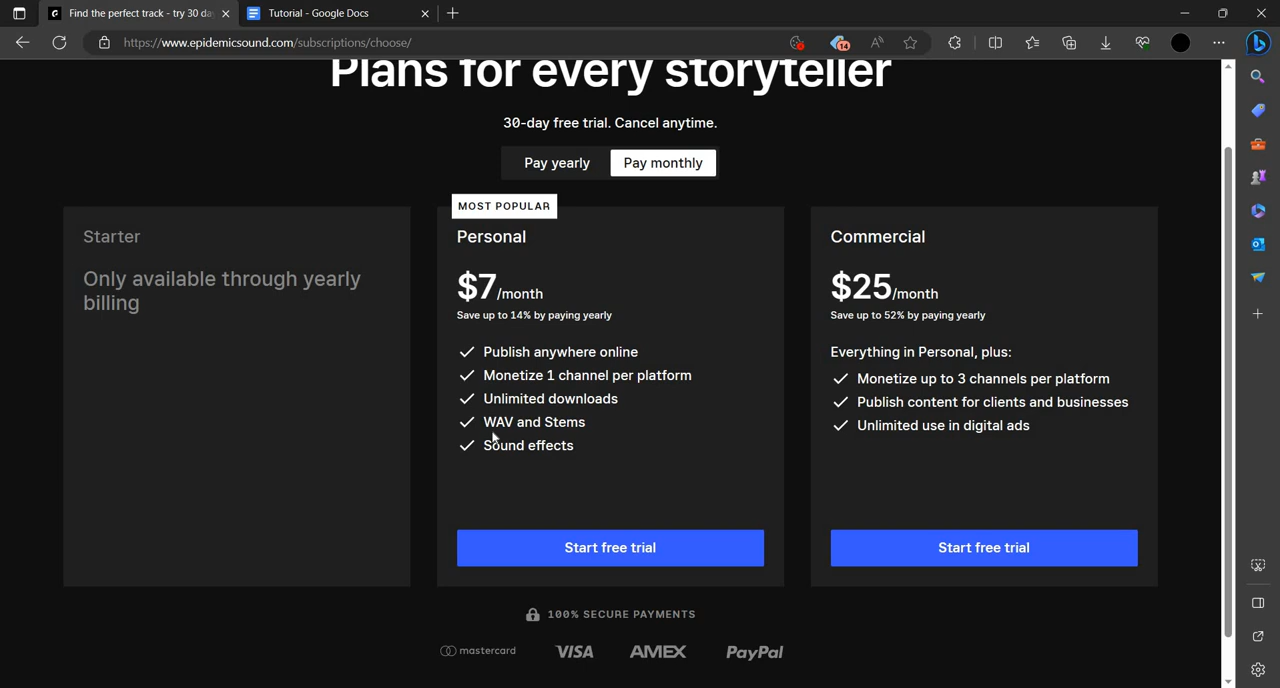 Find the perfect track - try 30 da
Tutorial - Google Docs
https://www.epidemicsound.com/subscriptions/choose/
14
Plans for every storyteller
30-day free trial. Cancel anytime.
Pay yearly
Pay monthly
Starter
Only available through yearly
billing
MOST POPULAR
Personal
$7/month
Save up to 14% by paying yearly
Publish anywhere online
Monetize 1 channel per platform
Unlimited downloads
WAV and Stems
Sound effects
Start free trial
Commercial
$25/month
Save up to 52% by paying yearly
Everything in Personal, plus:
Monetize up to 3 channels per platform
Publish content for clients and businesses
Unlimited use in digital ads
Start free trial
100% SECURE PAYMENTS
mastercard
VISA
AMEX
PayPal